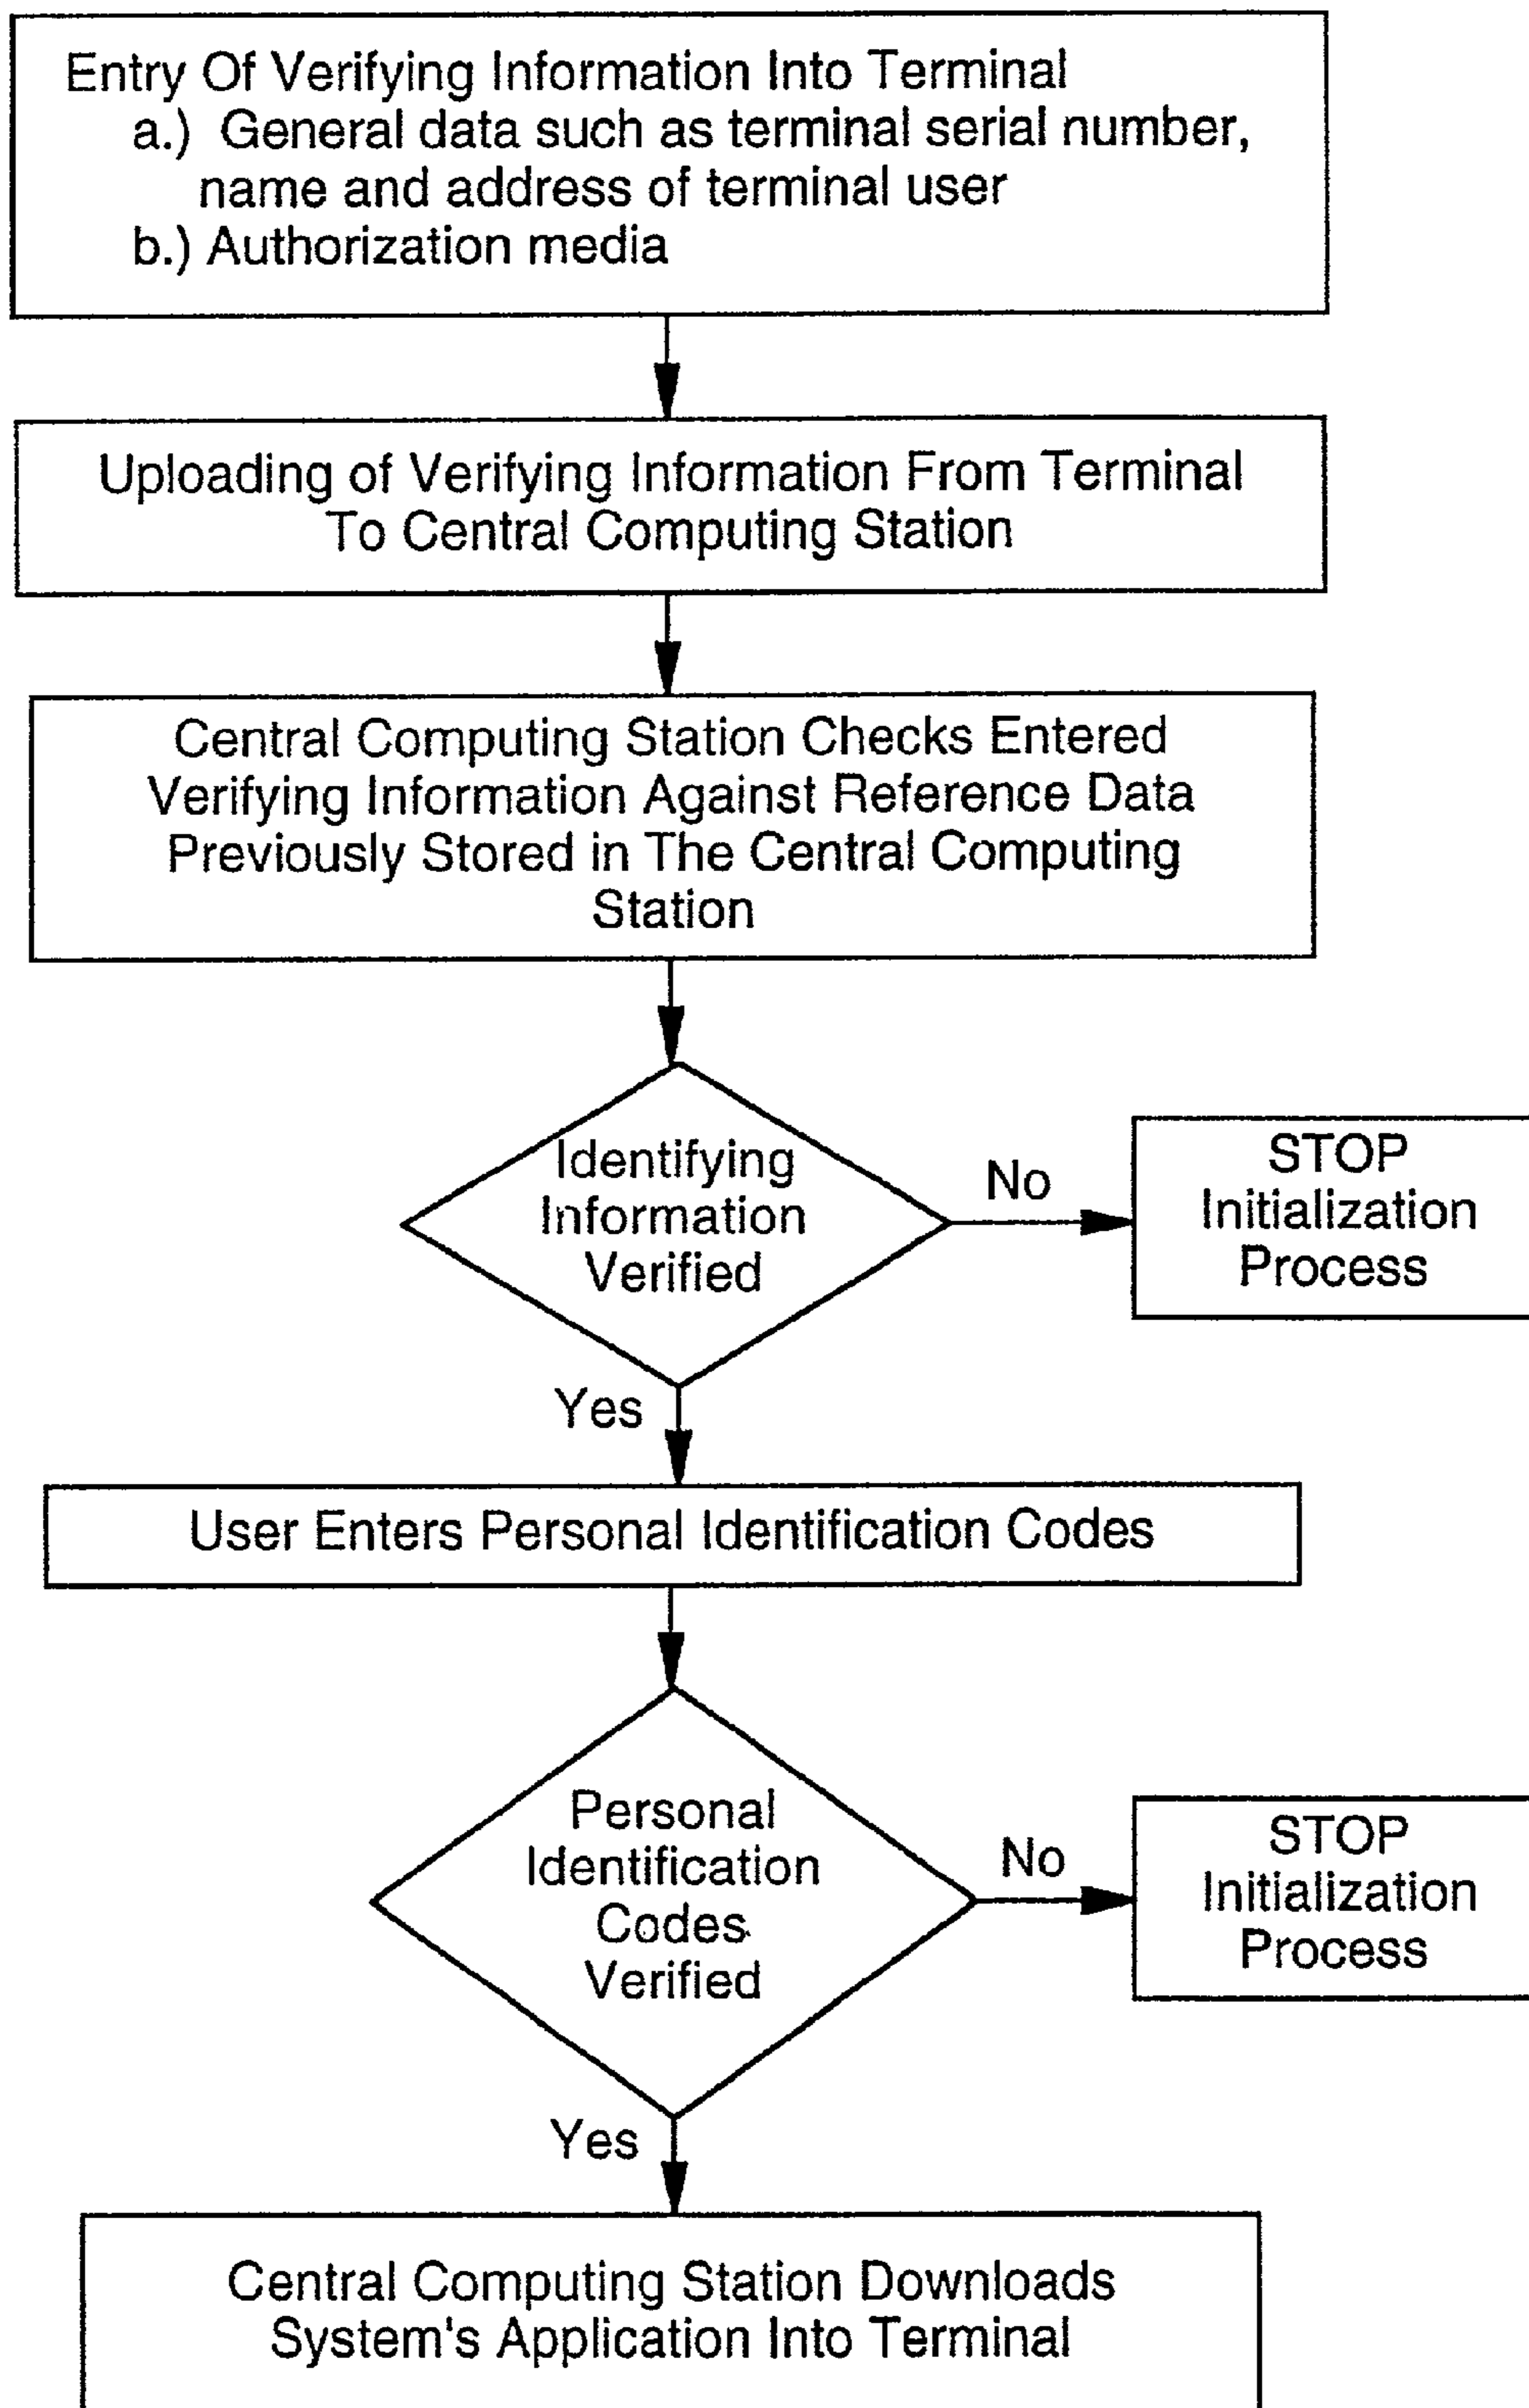 Entry Of Verifying Information Into Terminal
a.) General data such as terminal serial number,
name and address of terminal user
b.) Authorization media
Uploading of Verifying Information From Terminal
To Central Computing Station
Central Computing Station Checks Entered
Verifying Information Against Reference Data
Previously Stored in The Central Computing
Station
Identifying
Information
Verified
No
STOP
Initialization
Process
Yes
User Enters Personal Identification Codes
Personal
Identification
Codes
Verified
No
STOP
Initialization
Process
Yes
Central Computing Station Downloads
System's Application Into Terminal